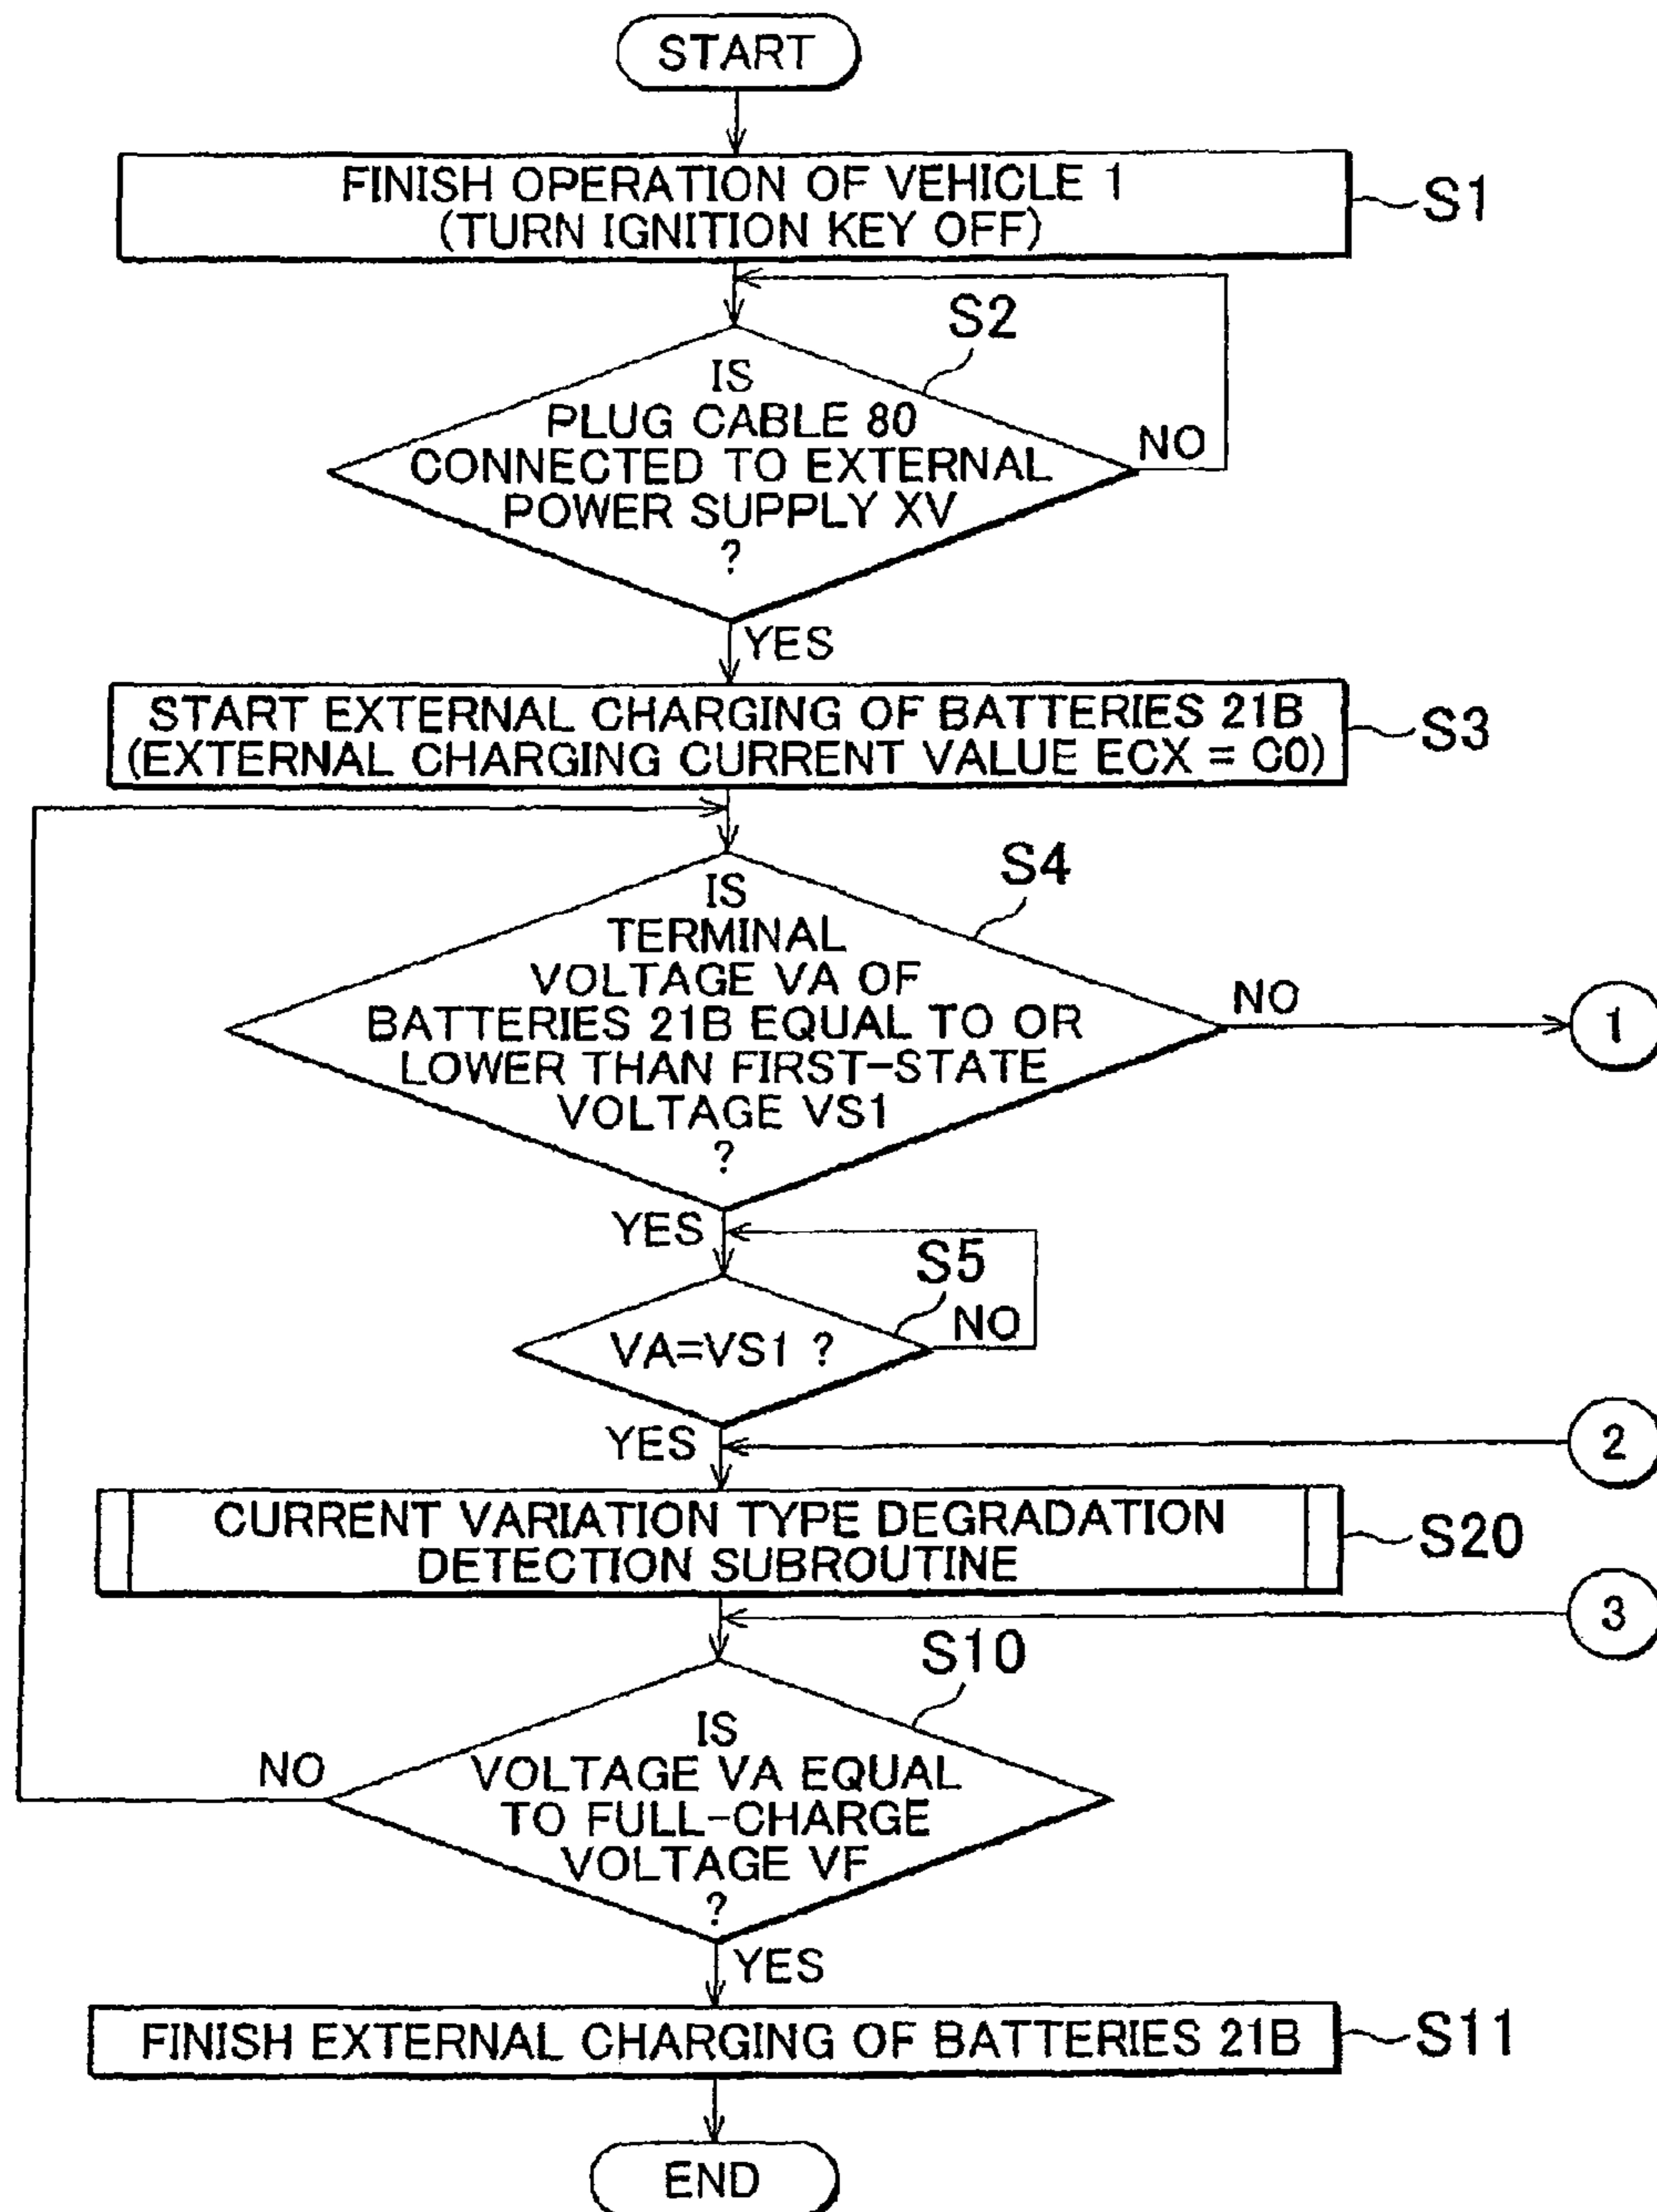 START
FINISH OPERATION OF VEHICLE 1
(TURN IGNITION KEY OFF)
S1
S2
IS
PLUG CABLE 80
CONNECTED TO EXTERNAL
POWER SUPPLY XV
?
NO
YES
START EXTERNAL CHARGING OF BATTERIES 21B
(EXTERNAL CHARGING CURRENT VALUE ECX = C0)
S3
S4
IS
TERMINAL
VOLTAGE VA OF
BATTERIES 21B EQUAL TO OR
LOWER THAN FIRST-STATE
VOLTAGE VS1
?
NO
1
YES
S5
VA=VS1 ?
NO
YES
2
CURRENT VARIATION TYPE DEGRADATION
DETECTION SUBROUTINE
S20
3
S10
IS
VOLTAGE VA EQUAL
TO FULL-CHARGE
VOLTAGE VF
?
NO
YES
FINISH EXTERNAL CHARGING OF BATTERIES 21B
S11
END